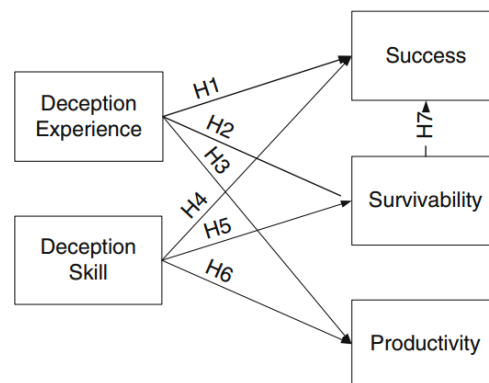 Success
Deception
Experience
H1
H2
H3
H7
H4
Survivability
Deception
Skill
H5
H6
Productivity